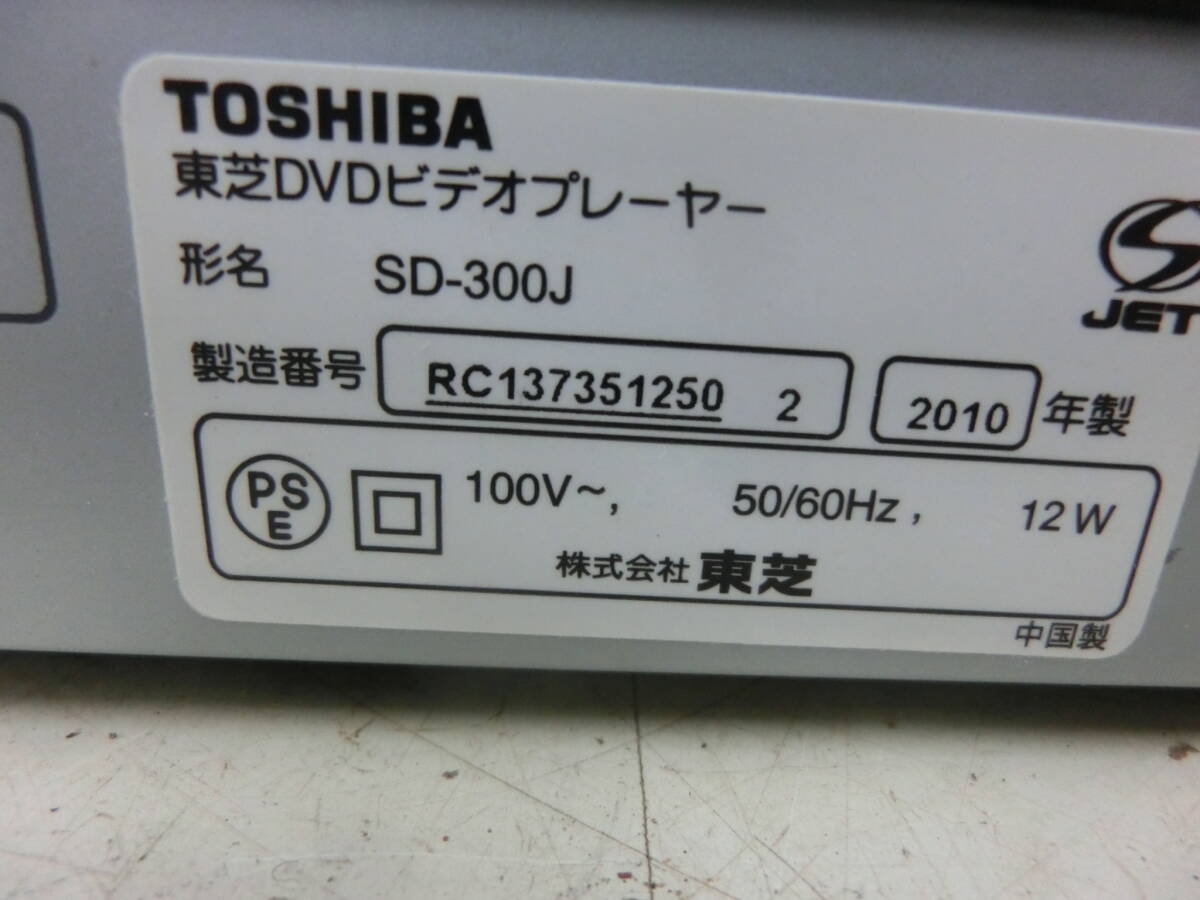 TOSHIBA
東芝DVDビデオプレーヤー
形名 SD-300J
JET
製造番号 RC137351250 2 2010 年製
PSE 100V~, 50/60Hz, 12W
株式会社 東芝
中国製